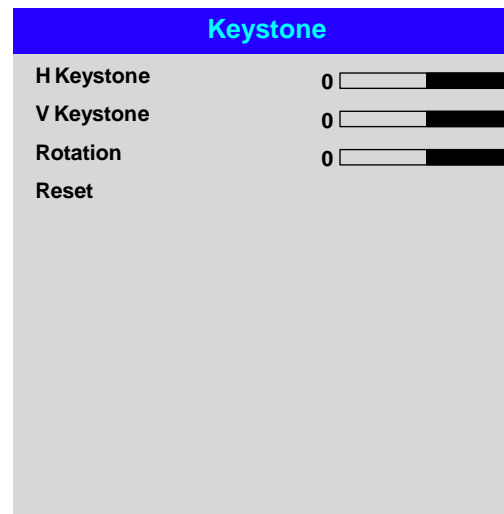 Keystone
H Keystone 0
V Keystone 0
Rotation 0
Reset